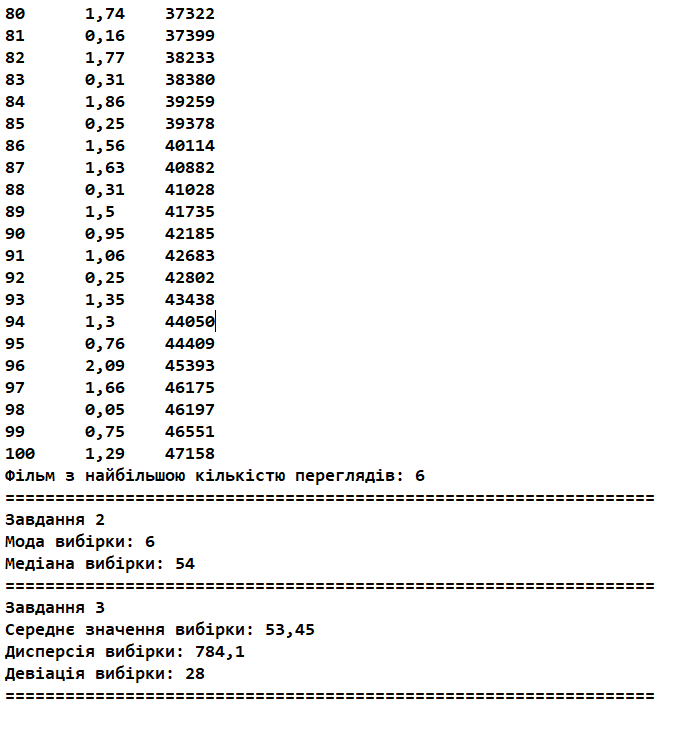 80 1,74 37322
81 0,16 37399
82 1,77 38233
83 0,31 38380
84 1,86 39259
85 0,25 39378
86 1,56 40114
87 1,63 40882
88 0,31 41028
89 1,5 41735
90 0,95 42185
91 1,06 42683
92 0,25 42802
93 1,35 43438
94 1,3 44050
95 0,76 44409
96 2,09 45393
97 1,66 46175
98 0,05 46197
99 0,75 46551
100 1,29 47158
Фільм з найбільшою кількістю переглядів: 6
=================================================================
Завдання 2
Мода вибірки: 6
Медіана вибірки: 54
=================================================================
Завдання 3
Середнє значення вибірки: 53,45
Дисперсія вибірки: 784,1
Девіація вибірки: 28
=================================================================